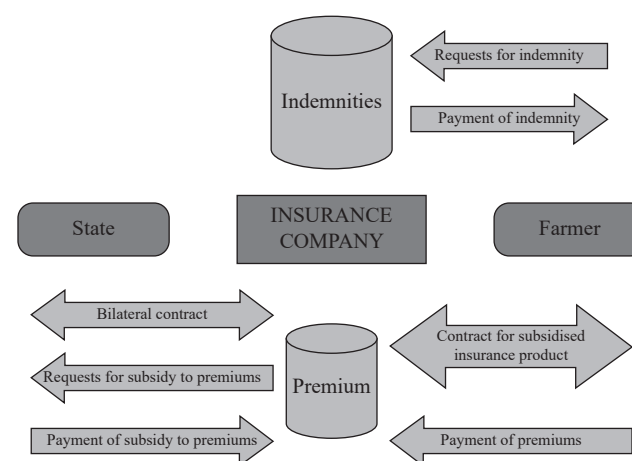 Requests for indemnity
Indemnities
Payment of indemnity
State
INSURANCE
COMPANY
Farmer
Bilateral contract
Contract for subsidised
insurance product
Requests for subsidy to premiums
Premium
Payment of subsidy to premiums
Payment of premiums